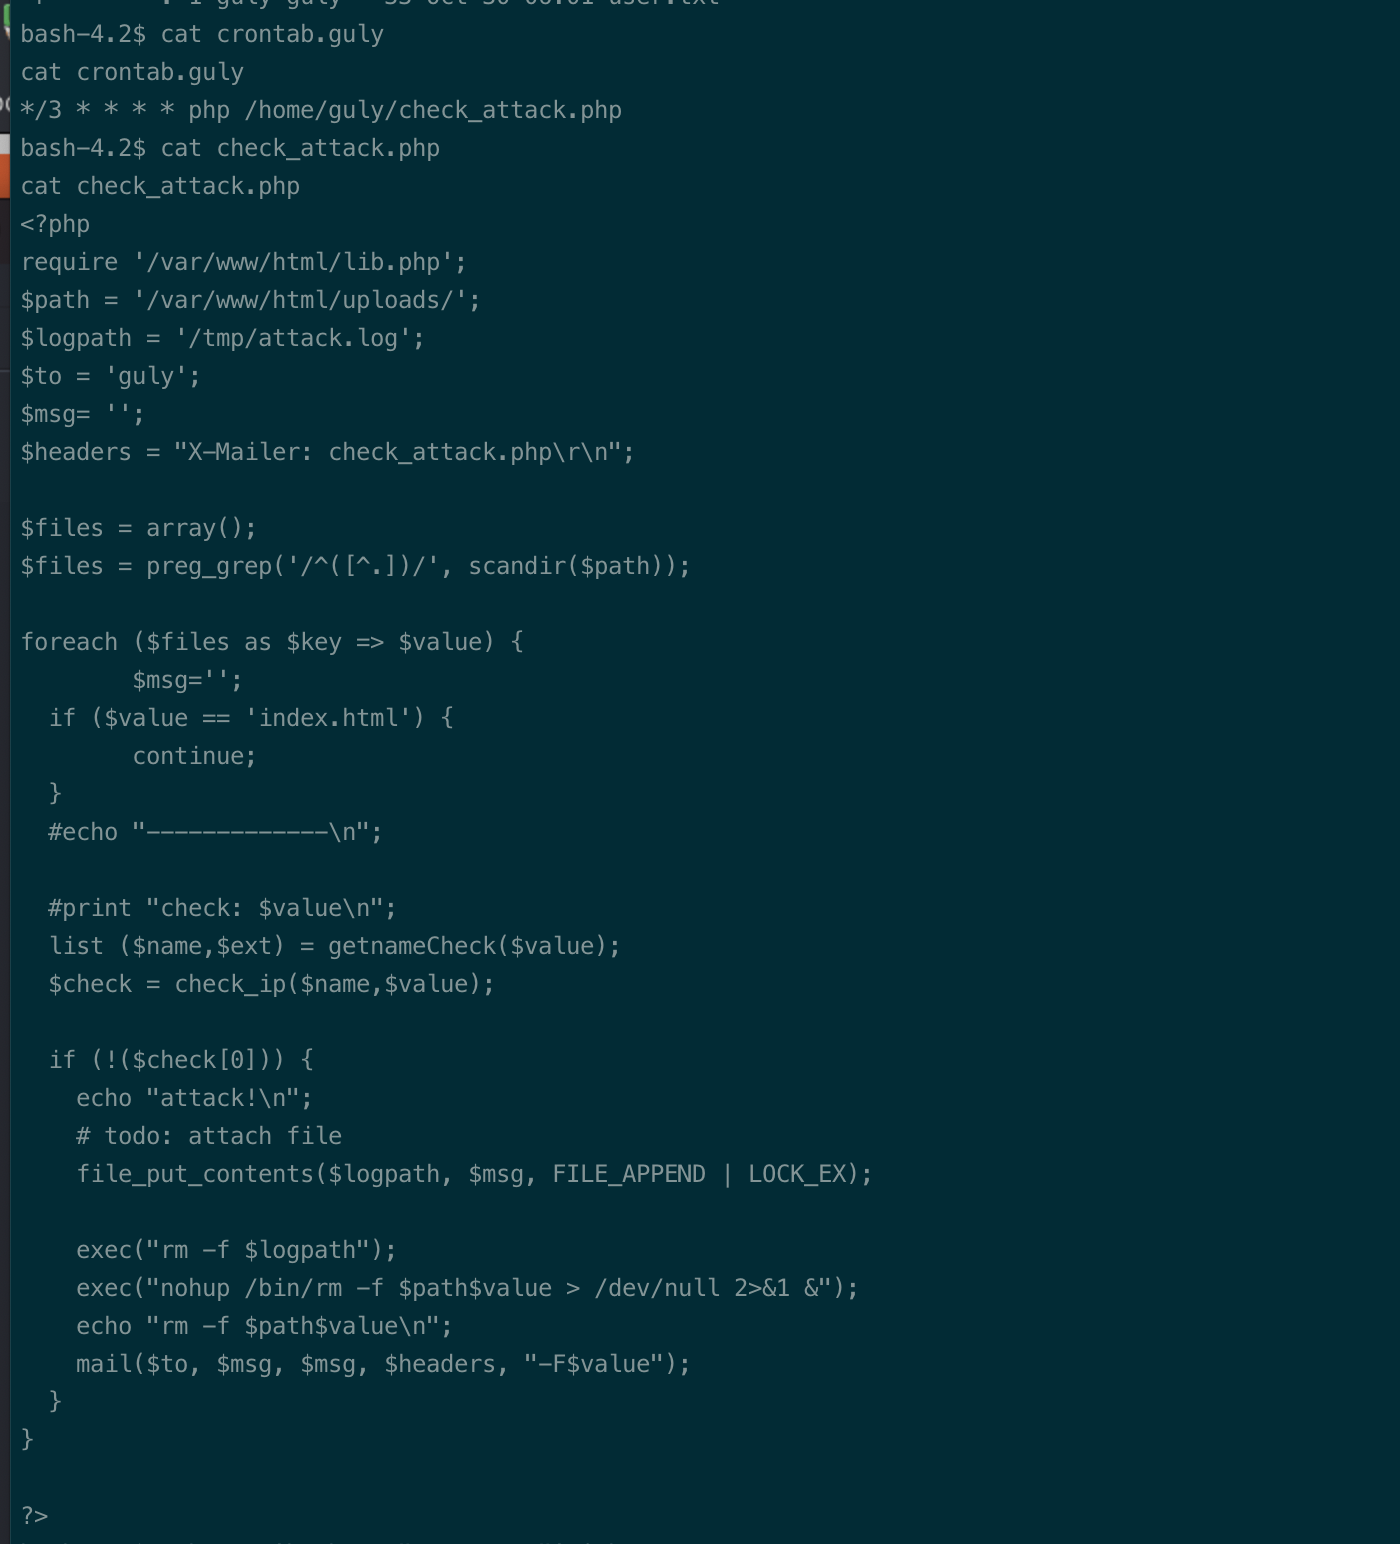 bash-4.2$ cat crontab.guly
cat crontab.guly
*/3 * * * * php /home/guly/check_attack.php
bash-4.2$ cat check_attack.php
cat check_attack.php
<?php
require '/var/www/html/lib.php';
$path = '/var/www/html/uploads/';
$logpath = '/tmp/attack.log';
$to = 'guly';
$msg= '';
$headers = "X-Mailer: check_attack.php\r\n";

$files = array();
$files = preg_grep('/^([^.])/', scandir($path));

foreach ($files as $key => $value) {
        $msg='';
  if ($value == 'index.html') {
        continue;
  }
  #echo "-------------\n";

  #print "check: $value\n";
  list ($name,$ext) = getnameCheck($value);
  $check = check_ip($name,$value);

  if (!($check[0])) {
    echo "attack!\n";
    # todo: attach file
    file_put_contents($logpath, $msg, FILE_APPEND | LOCK_EX);

    exec("rm -f $logpath");
    exec("nohup /bin/rm -f $path$value > /dev/null 2>&1 &");
    echo "rm -f $path$value\n";
    mail($to, $msg, $msg, $headers, "-F$value");
  }
}

?>